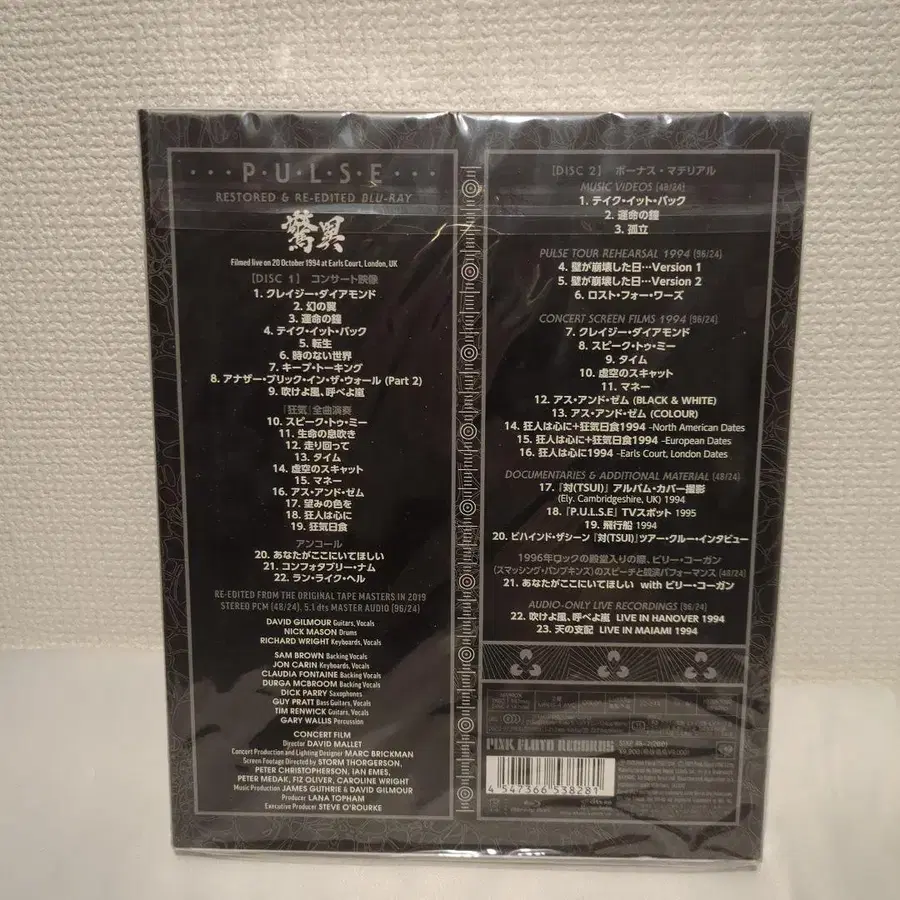 P·U·L·S·E
RESTORED & RE-EDITED BLU-RAY
驚異
Filmed live on 20 October 1994 at Earls Court, London, UK
[DISC 1] コンサート映像
1. クレイジー・ダイアモンド
2. 幻の翼
3. 運命の鐘
4. テイク・イット・バック
5. 転生
6. 時のない世界
7. キープ・トーキング
8. アナザー・ブリック・イン・ザ・ウォール (Part 2)
9. 吹けよ風、呼べよ嵐
『狂気』全曲演奏
10. スピーク・トゥ・ミー
11. 生命の息吹き
12. 走り回って
13. タイム
14. 虚空のスキャット
15. マネー
16. アス・アンド・ゼム
17. 望みの色を
18. 狂人は心に
19. 狂気日食
アンコール
20. あなたがここにいてほしい
21. コンフォタブリー・ナム
22. ラン・ライク・ヘル
RE-EDITED FROM THE ORIGINAL TAPE MASTERS IN 2019
STEREO PCM (48/24), 5.1 dts MASTER AUDIO (96/24)
DAVID GILMOUR Guitars, Vocals
NICK MASON Drums
RICHARD WRIGHT Keyboards, Vocals
SAM BROWN Backing Vocals
JON CARIN Keyboards, Vocals
CLAUDIA FONTAINE Backing Vocals
DURGA MCBROOM Backing Vocals
DICK PARRY Saxophones
GUY PRATT Bass Guitars, Vocals
TIM RENWICK Guitars, Vocals
GARY WALLIS Percussion
CONCERT FILM
Director DAVID MALLET
Concert Production and Lighting Designer MARC BRICKMAN
Screen Footage Directed by STORM THORGERSON,
PETER CHRISTOPHERSON, IAN EMES,
PETER MEDAK, FIZ OLIVER, CAROLINE WRIGHT
Music Production JAMES GUTHRIE & DAVID GILMOUR
Producer LANA TOPHAM
Executive Producer STEVE O'ROURKE
[DISC 2] ボーナス・マテリアル
MUSIC VIDEOS (48/24)
1. テイク・イット・バック
2. 運命の鐘
3. 孤立
PULSE TOUR REHEARSAL 1994 (96/24)
4. 壁が崩壊した日…Version 1
5. 壁が崩壊した日…Version 2
6. ロスト・フォー・ワーズ
CONCERT SCREEN FILMS 1994 (96/24)
7. クレイジー・ダイアモンド
8. スピーク・トゥ・ミー
9. タイム
10. 虚空のスキャット
11. マネー
12. アス・アンド・ゼム (BLACK & WHITE)
13. アス・アンド・ゼム (COLOUR)
14. 狂人は心に+狂気日食1994 -North American Dates
15. 狂人は心に+狂気日食1994 -European Dates
16. 狂人は心に1994 -Earls Court, London Dates
DOCUMENTARIES & ADDITIONAL MATERIAL (48/24)
17. 『対(TSUI)』 アルバム・カバー撮影
(Ely, Cambridgeshire, UK) 1994
18. 『P.U.L.S.E』 TVスポット 1995
19. 飛行船 1994
20. ビハインド・ザ・シーン 『対(TSUI)』ツアー・クルー・インタビュー
1996年ロックの殿堂入りの際、ビリー・コーガン
(スマッシング・パンプキンズ)のスピーチと競演パフォーマンス (48/24)
21. あなたがここにいてほしい with ビリー・コーガン
AUDIO-ONLY LIVE RECORDINGS (96/24)
22. 吹けよ風、呼べよ嵐 LIVE IN HANOVER 1994
23. 天の支配 LIVE IN MAIAMI 1994
PINK FLOYD RECORDS
4 547366 538281